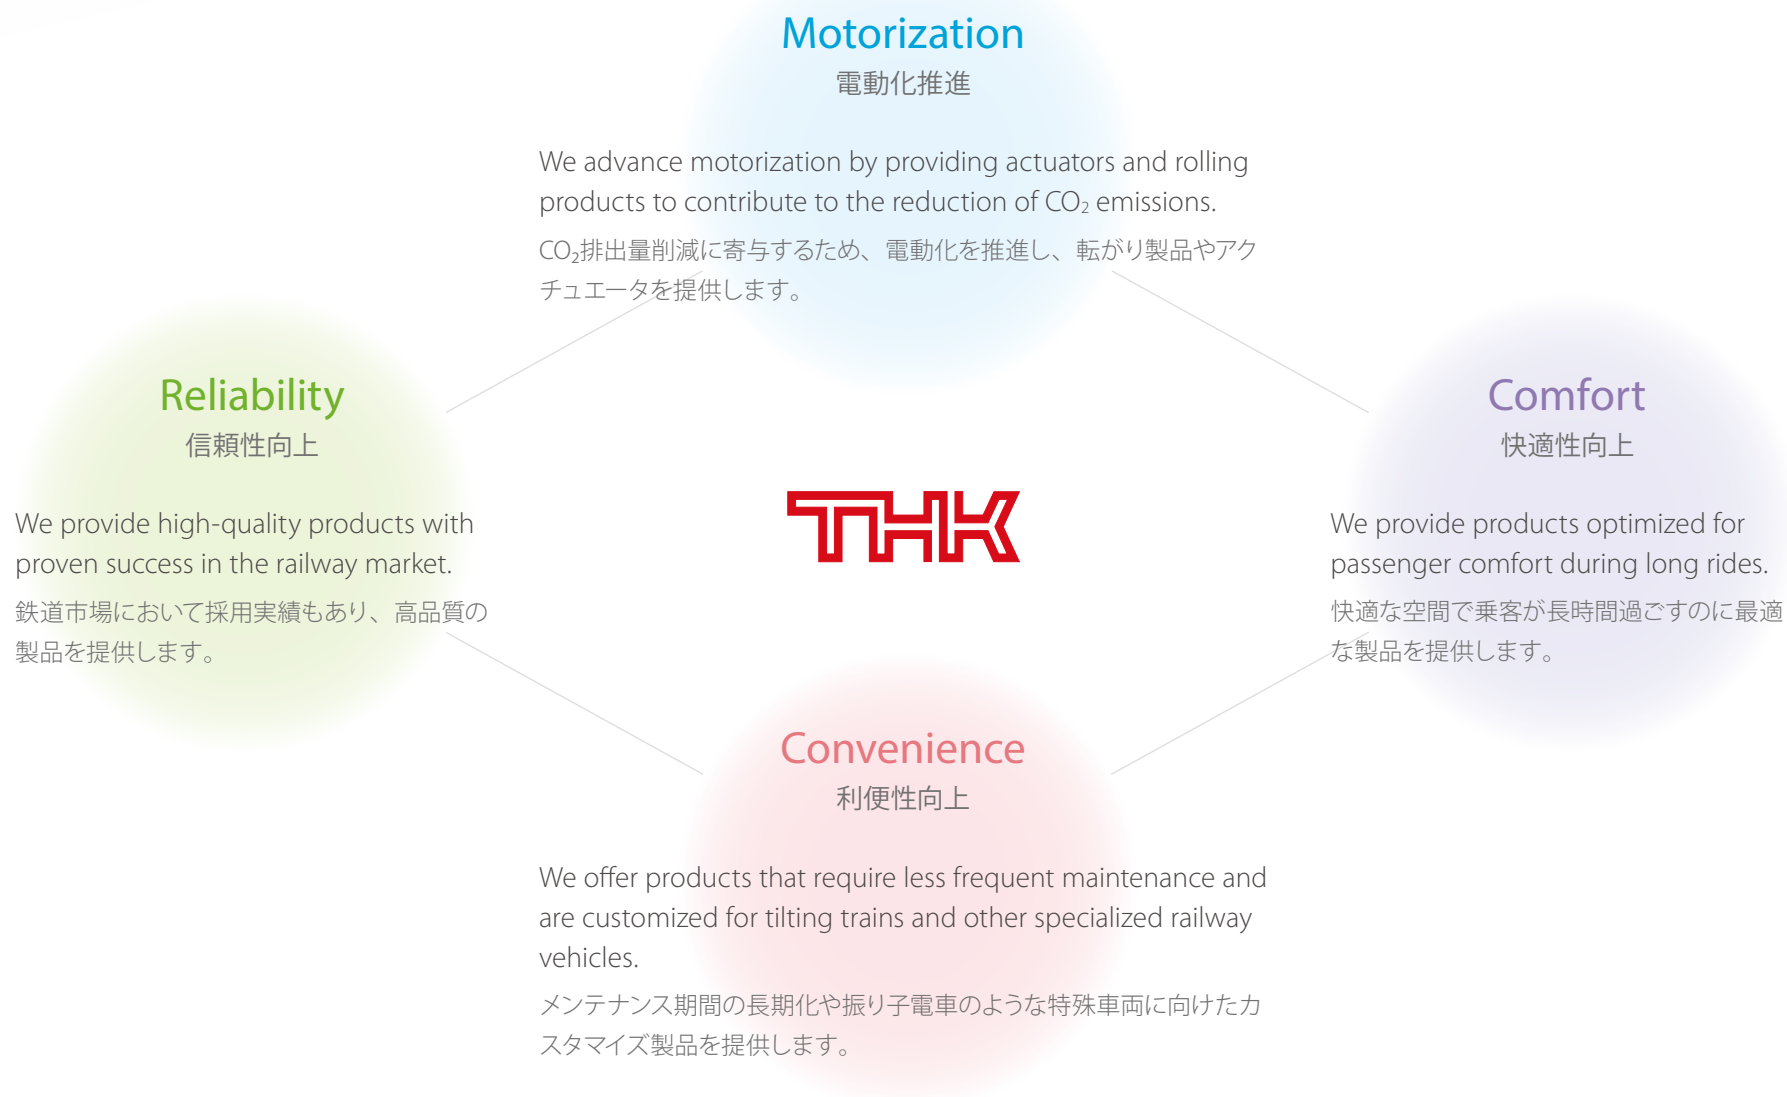 Motorization
電動化推進
We advance motorization by providing actuators and rolling
products to contribute to the reduction of CO₂ emissions.
CO₂排出量削減に寄与するため、電動化を推進し、転がり製品やアク
チュエータを提供します。
Reliability
信頼性向上
We provide high-quality products with
proven success in the railway market.
鉄道市場において採用実績もあり、高品質の
製品を提供します。
THK
Comfort
快適性向上
We provide products optimized for
passenger comfort during long rides.
快適な空間で乗客が長時間過ごすのに最適
な製品を提供します。
Convenience
利便性向上
We offer products that require less frequent maintenance and
are customized for tilting trains and other specialized railway
vehicles.
メンテナンス期間の長期化や振り子電車のような特殊車両に向けたカ
スタマイズ製品を提供します。